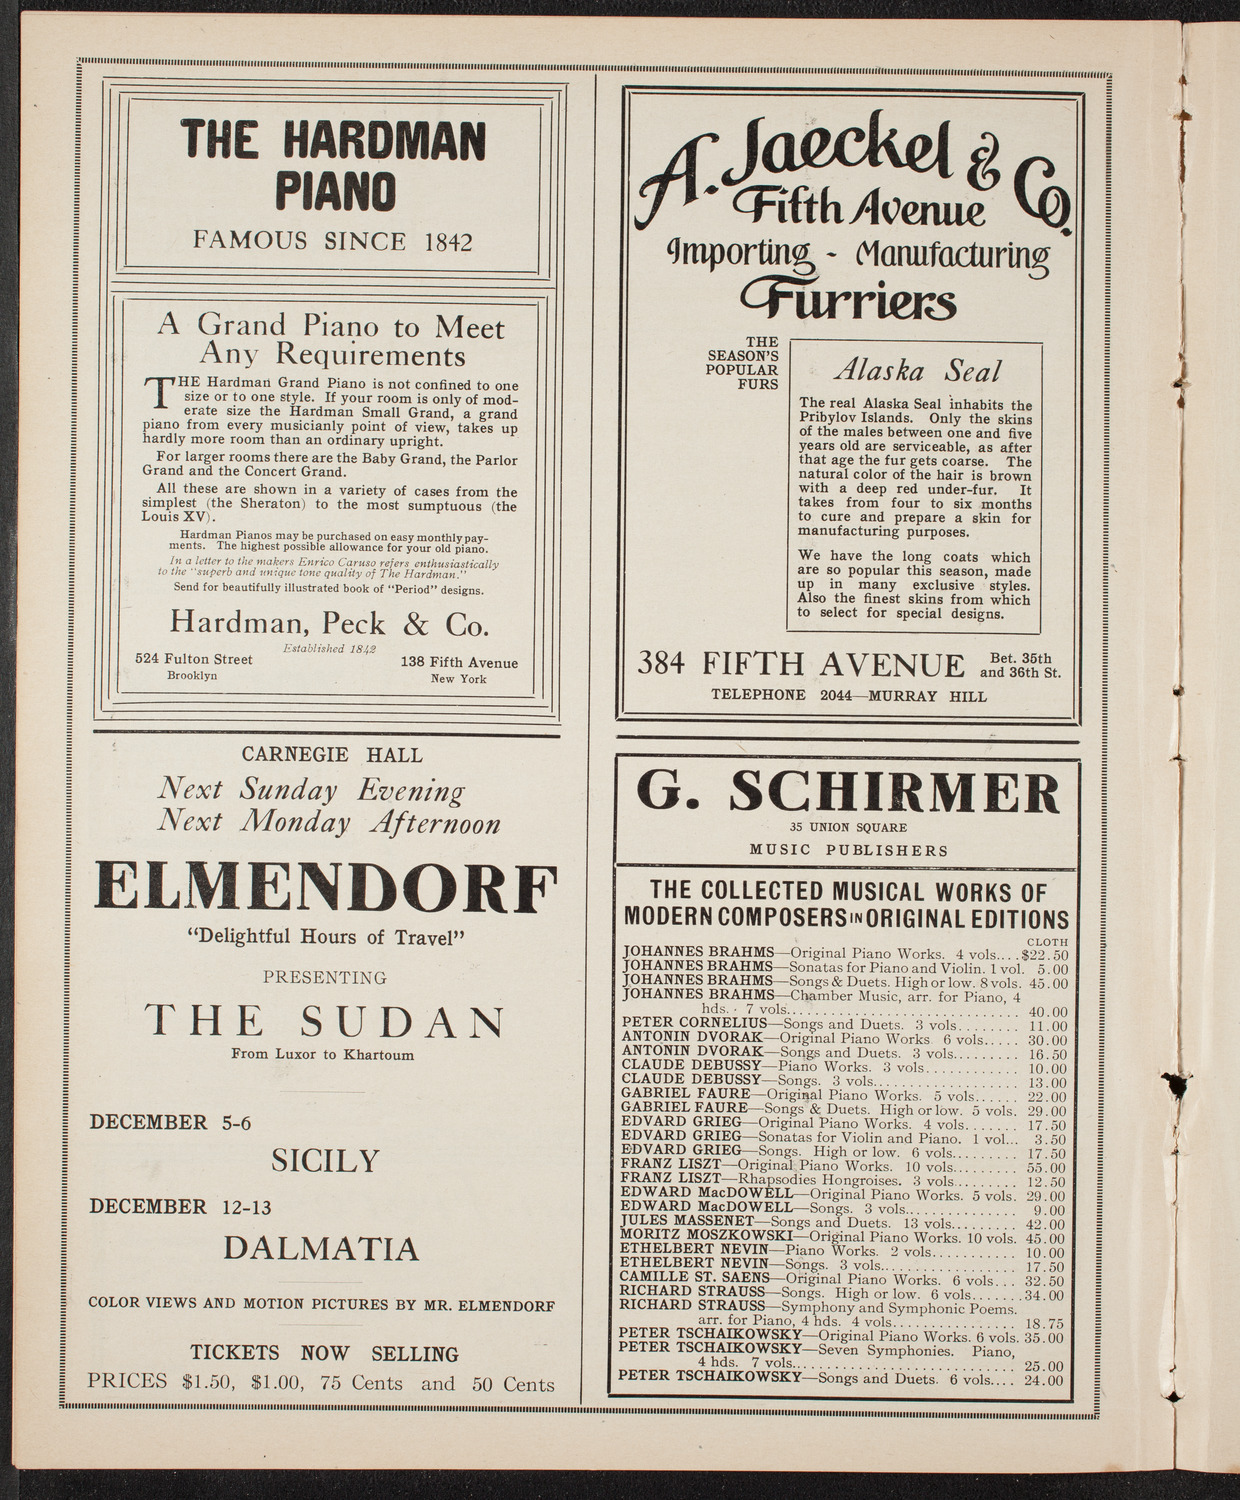 THE HARDMAN
PIANO
FAMOUS SINCE 1842
A Grand Piano to Meet
Any Requirements
THE Hardman Grand Piano is not confined to one
size or to one style. If your room is only of mod-
erate size the Hardman Small Grand, a grand
piano from every musicianly point of view, takes up
hardly more room than an ordinary upright.
For larger rooms there are the Baby Grand, the Parlor
Grand and the Concert Grand.
All these are shown in a variety of cases from the
simplest (the Sheraton) to the most sumptuous (the
Louis XV).
Hardman Pianos may be purchased on easy monthly pay-
ments. The highest possible allowance for your old piano.
In a letter to the makers Enrico Caruso refers enthusiastically
to the "superb and unique tone quality of The Hardman."
Send for beautifully illustrated book of "Period" designs.
Hardman, Peck & Co.
Established 1842
524 Fulton Street
Brooklyn
138 Fifth Avenue
New York
CARNEGIE HALL
Next Sunday Evening
Next Monday Afternoon
ELMENDORF
"Delightful Hours of Travel"
PRESENTING
THE SUDAN
From Luxor to Khartoum
DECEMBER 5-6
SICILY
DECEMBER 12-13
DALMATIA
COLOR VIEWS AND MOTION PICTURES BY MR. ELMENDORF
TICKETS NOW SELLING
PRICES $1.50, $1.00, 75 Cents and 50 Cents
A. Jaeckel & Co.
Fifth Avenue
Importing - Manufacturing
Furriers
THE
SEASON'S
POPULAR
FURS
Alaska Seal
The real Alaska Seal inhabits the
Pribylov Islands. Only the skins
of the males between one and five
years old are serviceable, as after
that age the fur gets coarse. The
natural color of the hair is brown
with a deep red under-fur. It
takes from four to six months
to cure and prepare a skin for
manufacturing purposes.
We have the long coats which
are so popular this season, made
up in many exclusive styles.
Also the finest skins from which
to select for special designs.
384 FIFTH AVENUE Bet. 35th
and 36th St.
TELEPHONE 2044—MURRAY HILL
G. SCHIRMER
35 UNION SQUARE
MUSIC PUBLISHERS
THE COLLECTED MUSICAL WORKS OF
MODERN COMPOSERS IN ORIGINAL EDITIONS
CLOTH
JOHANNES BRAHMS—Original Piano Works. 4 vols....$22.50
JOHANNES BRAHMS—Sonatas for Piano and Violin. 1 vol. 5.00
JOHANNES BRAHMS—Songs & Duets. High or low. 8 vols. 45.00
JOHANNES BRAHMS—Chamber Music, arr. for Piano, 4
hds. 7 vols.................................. 40.00
PETER CORNELIUS—Songs and Duets. 3 vols........ 11.00
ANTONIN DVORAK—Original Piano Works 6 vols..... 30.00
ANTONIN DVORAK—Songs and Duets. 3 vols........ 16.50
CLAUDE DEBUSSY—Piano Works. 3 vols............ 10.00
CLAUDE DEBUSSY—Songs. 3 vols.................. 13.00
GABRIEL FAURE—Original Piano Works. 5 vols...... 22.00
GABRIEL FAURE—Songs & Duets. High or low. 5 vols. 29.00
EDVARD GRIEG—Original Piano Works. 4 vols....... 17.50
EDVARD GRIEG—Sonatas for Violin and Piano. 1 vol... 3.50
EDVARD GRIEG—Songs. High or low. 6 vols......... 17.50
FRANZ LISZT—Original Piano Works. 10 vols........ 55.00
FRANZ LISZT—Rhapsodies Hongroises. 3 vols........ 12.50
EDWARD MacDOWELL—Original Piano Works. 5 vols. 29.00
EDWARD MacDOWELL—Songs. 3 vols.............. 9.00
JULES MASSENET—Songs and Duets. 13 vols......... 42.00
MORITZ MOSZKOWSKI—Original Piano Works. 10 vols. 45.00
ETHELBERT NEVIN—Piano Works. 2 vols........... 10.00
ETHELBERT NEVIN—Songs. 3 vols................. 17.50
CAMILLE ST. SAENS—Original Piano Works. 6 vols... 32.50
RICHARD STRAUSS—Songs. High or low. 6 vols.......34.00
RICHARD STRAUSS—Symphony and Symphonic Poems.
arr. for Piano, 4 hds. 4 vols................ 18.75
PETER TSCHAIKOWSKY—Original Piano Works. 6 vols. 35.00
PETER TSCHAIKOWSKY—Seven Symphonies. Piano,
4 hds. 7 vols............................. 25.00
PETER TSCHAIKOWSKY—Songs and Duets. 6 vols.... 24.00